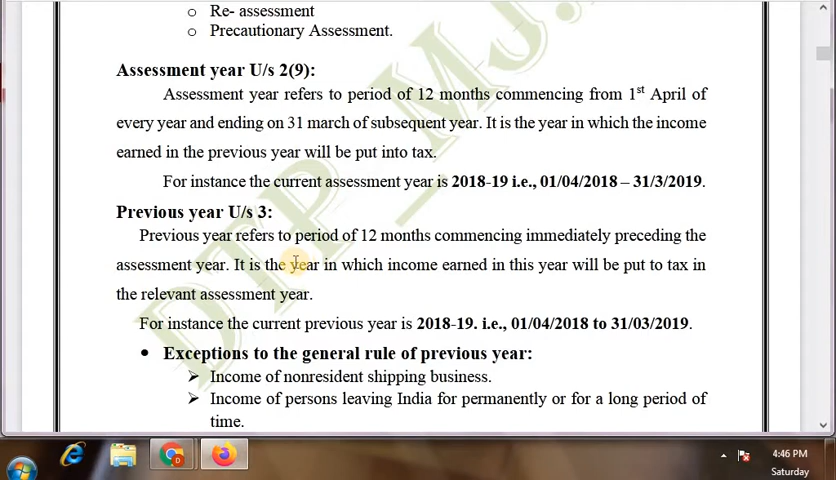 o Re- assessment
o Precautionary Assessment.
Assessment year U/s 2(9):
Assessment year refers to period of 12 months commencing from 1st April of
every year and ending on 31 march of subsequent year. It is the year in which the income
earned in the previous year will be put into tax.
For instance the current assessment year is 2018-19 i.e., 01/04/2018 – 31/3/2019.
Previous year U/s 3:
Previous year refers to period of 12 months commencing immediately preceding the
assessment year. It is the year in which income earned in this year will be put to tax in
the relevant assessment year.
For instance the current previous year is 2018-19. i.e., 01/04/2018 to 31/03/2019.
• Exceptions to the general rule of previous year:
➤ Income of nonresident shipping business.
➤ Income of persons leaving India for permanently or for a long period of
time.
4:46 PM
Saturday